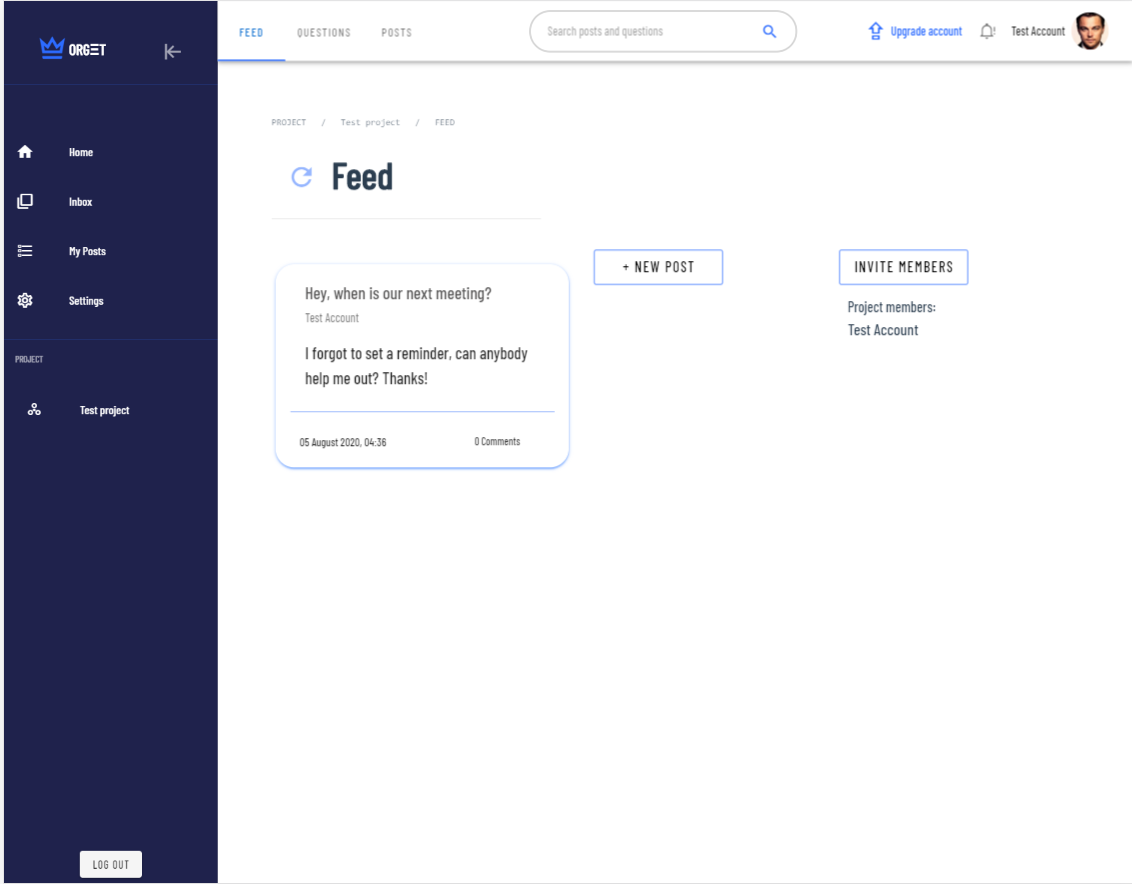 ORGET
FEED
QUESTIONS
POSTS
Search posts and questions
Upgrade account
Test Account
Home
Inbox
My Posts
Settings
PROJECT
Test project
LOG OUT
PROJECT / Test project / FEED
Feed
Hey, when is our next meeting?
Test Account
I forgot to set a reminder, can anybody
help me out? Thanks!
05 August 2020, 04:36
0 Comments
+ NEW POST
INVITE MEMBERS
Project members:
Test Account